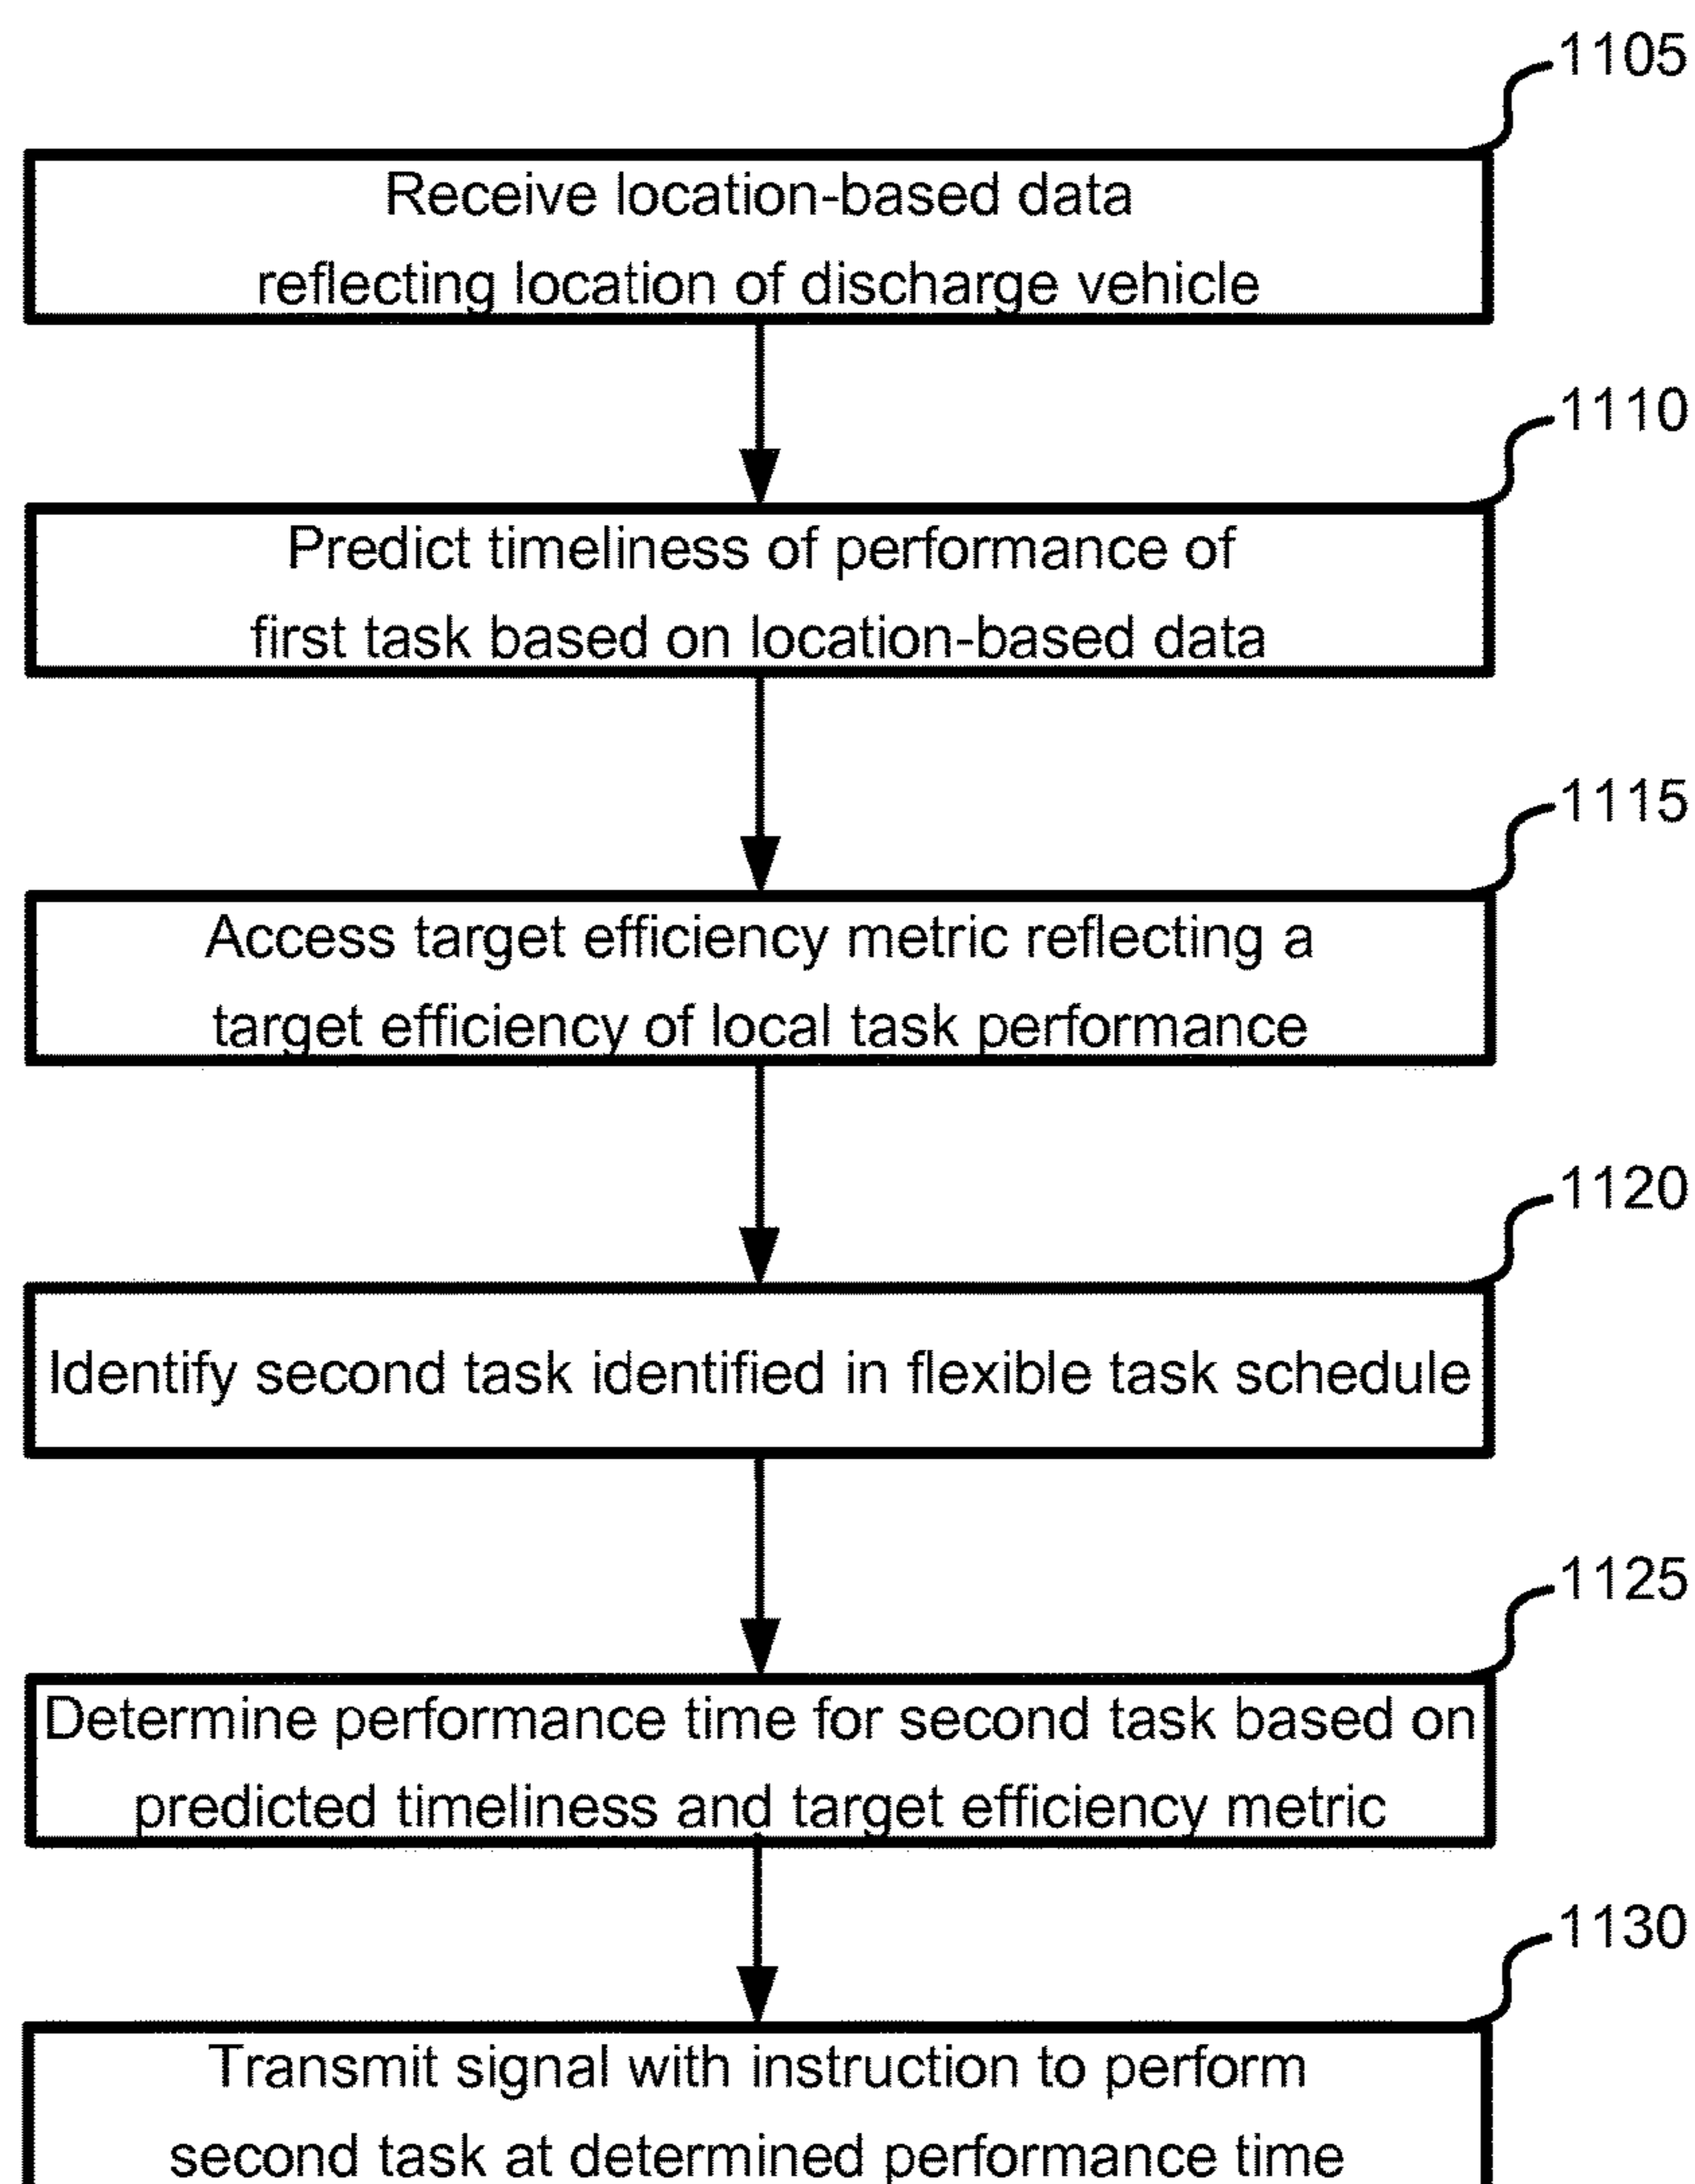 1105
Receive location-based data
reflecting location of discharge vehicle
1110
Predict timeliness of performance of
first task based on location-based data
1115
Access target efficiency metric reflecting a
target efficiency of local task performance
1120
Identify second task identified in flexible task schedule
1125
Determine performance time for second task based on
predicted timeliness and target efficiency metric
1130
Transmit signal with instruction to perform
second task at determined performance time